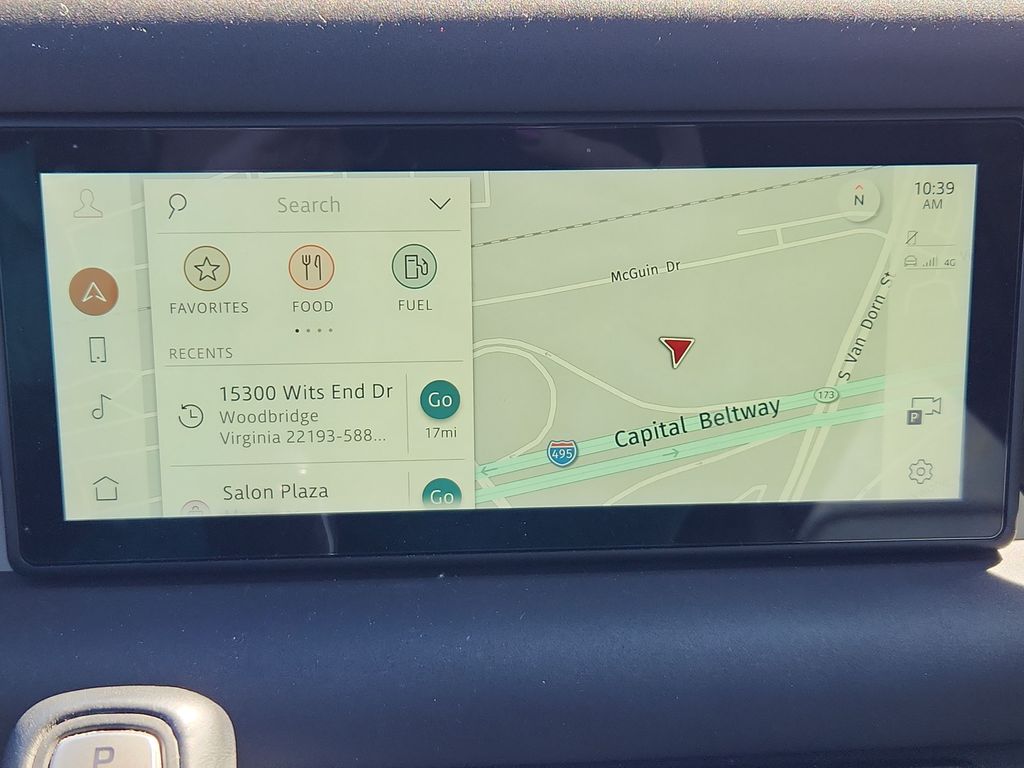 Search
FAVORITES
FOOD
FUEL
RECENTS
15300 Wits End Dr
Woodbridge
Virginia 22193-588...
Go
17mi
Salon Plaza
Go
McGuin Dr
S Van Dorn St
173
Capital Beltway
495
N
10:39
AM
4G
P
P